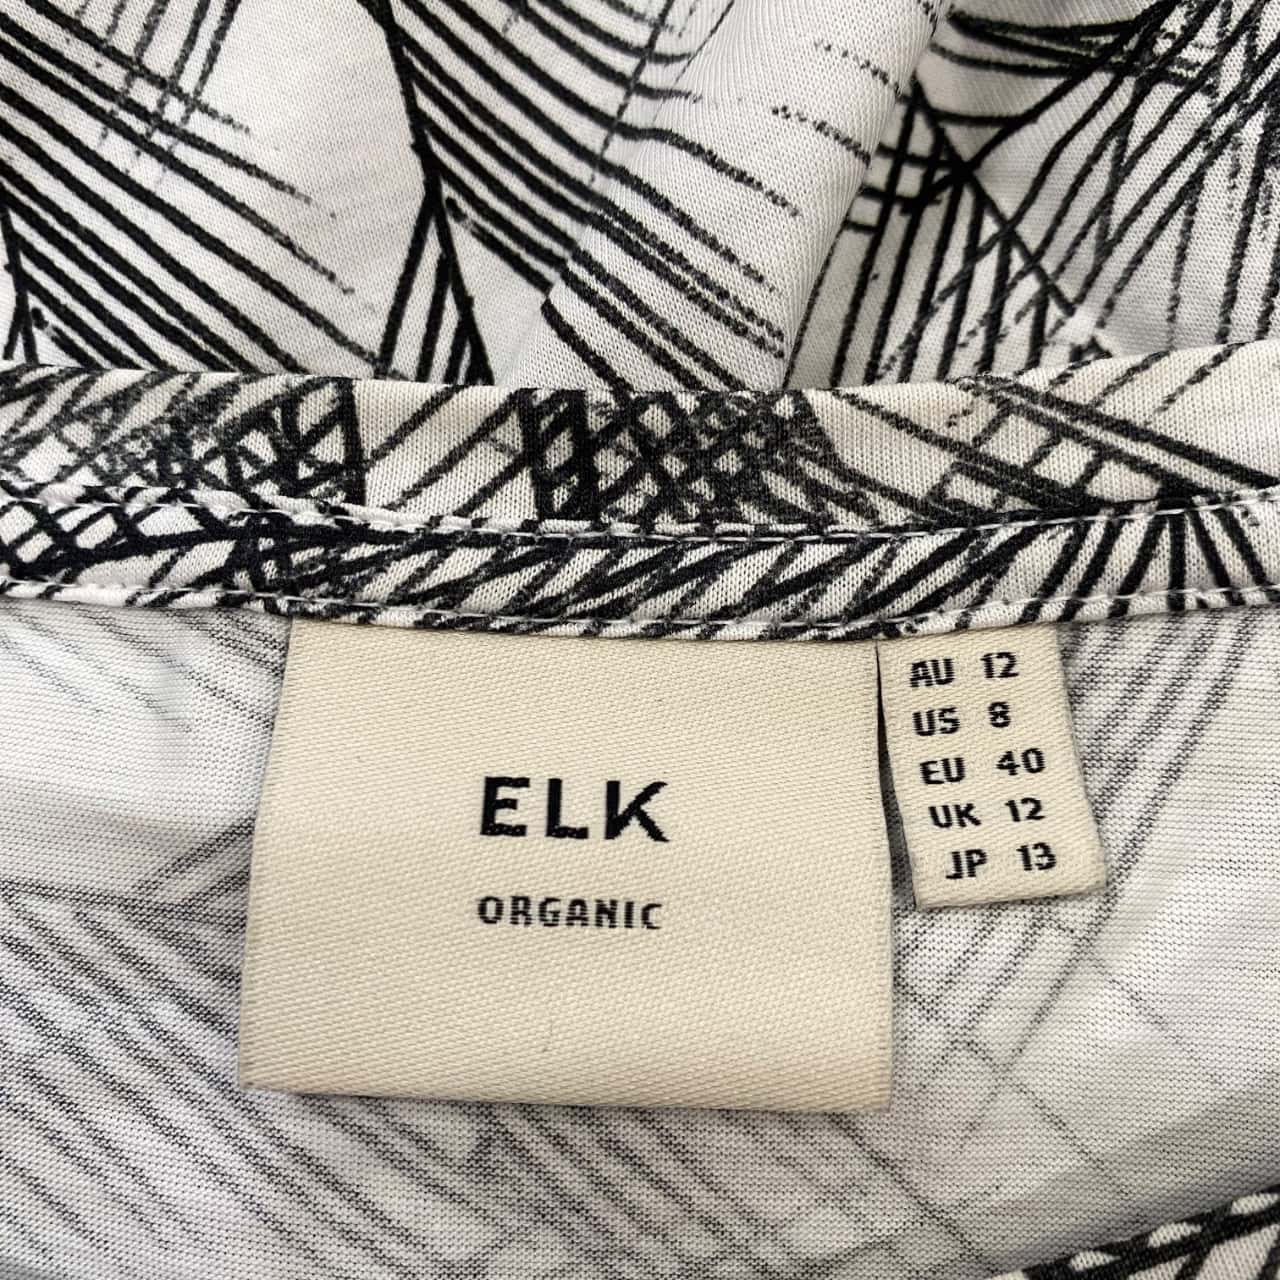 ELK
ORGANIC
AU 12
US 8
EU 40
UK 12
JP 13